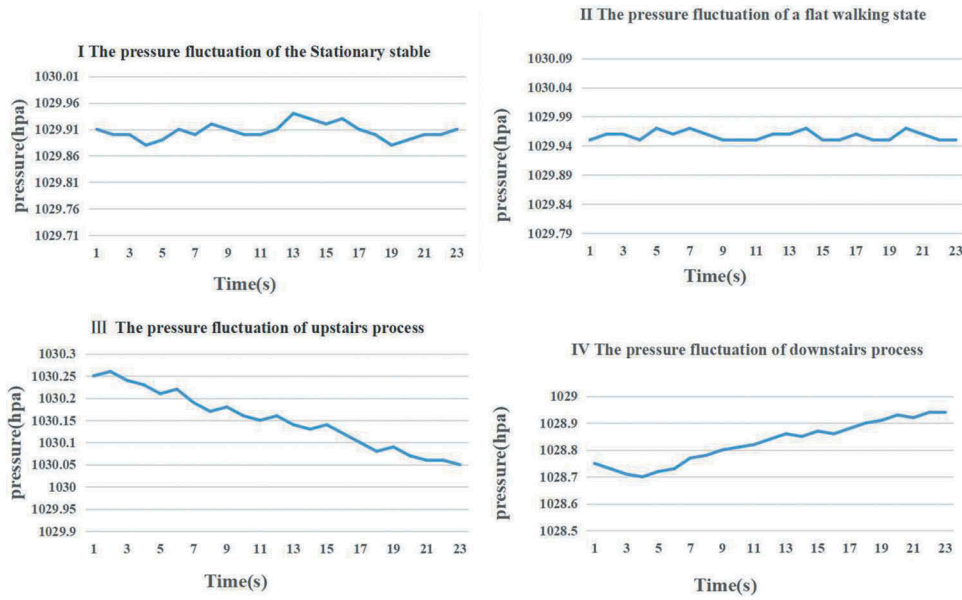 I The pressure fluctuation of the Stationary stable
pressure(hpa)
1030.01
1029.96
1029.91
1029.86
1029.81
1029.76
1029.71
1 3 5 7 9 11 13 15 17 19 21 23
Time(s)
II The pressure fluctuation of a flat walking state
pressure(hpa)
1030.09
1030.04
1029.99
1029.94
1029.89
1029.84
1029.79
1 3 5 7 9 11 13 15 17 19 21 23
Time(s)
III The pressure fluctuation of upstairs process
pressure(hpa)
1030.3
1030.25
1030.2
1030.15
1030.1
1030.05
1030
1029.95
1029.9
1 3 5 7 9 11 13 15 17 19 21 23
Time(s)
IV The pressure fluctuation of downstairs process
pressure(hpa)
1029
1028.9
1028.8
1028.7
1028.6
1028.5
1 3 5 7 9 11 13 15 17 19 21 23
Time(s)